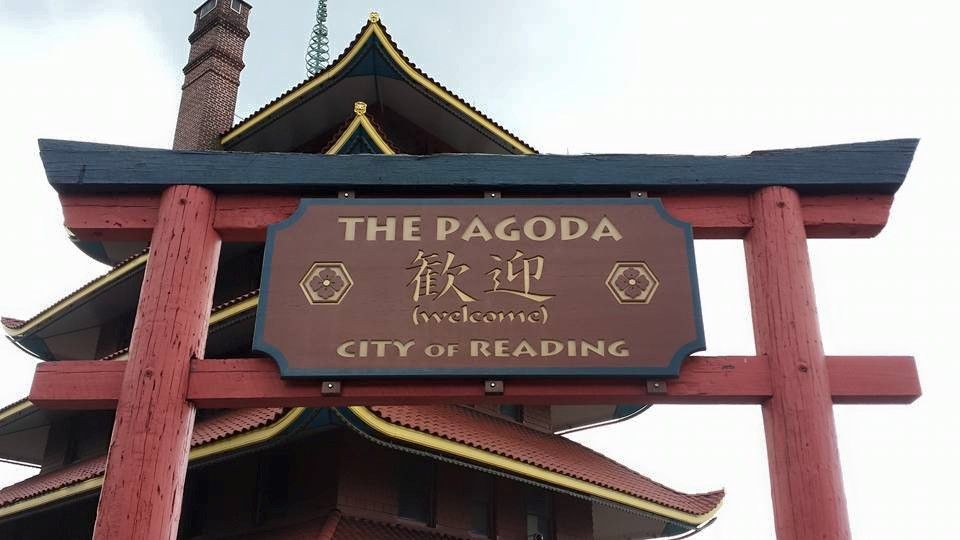 THE PAGODA
歓迎
(welcome)
CITY OF READING